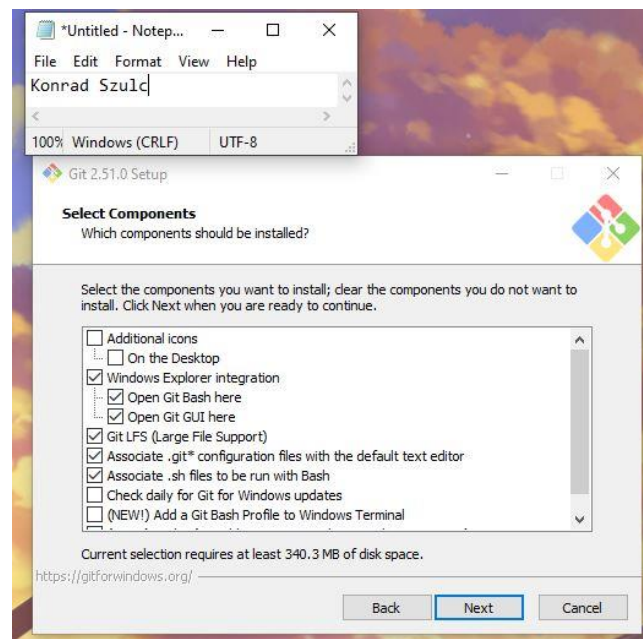 *Untitled - Notep...
File Edit Format View Help
Konrad Szulc
100% Windows (CRLF) UTF-8
Git 2.51.0 Setup
Select Components
Which components should be installed?
Select the components you want to install; clear the components you do not want to
install. Click Next when you are ready to continue.
Additional icons
On the Desktop
Windows Explorer integration
Open Git Bash here
Open Git GUI here
Git LFS (Large File Support)
Associate .git* configuration files with the default text editor
Associate .sh files to be run with Bash
Check daily for Git for Windows updates
(NEW!) Add a Git Bash Profile to Windows Terminal
Current selection requires at least 340.3 MB of disk space.
https://gitforwindows.org/
Back Next Cancel